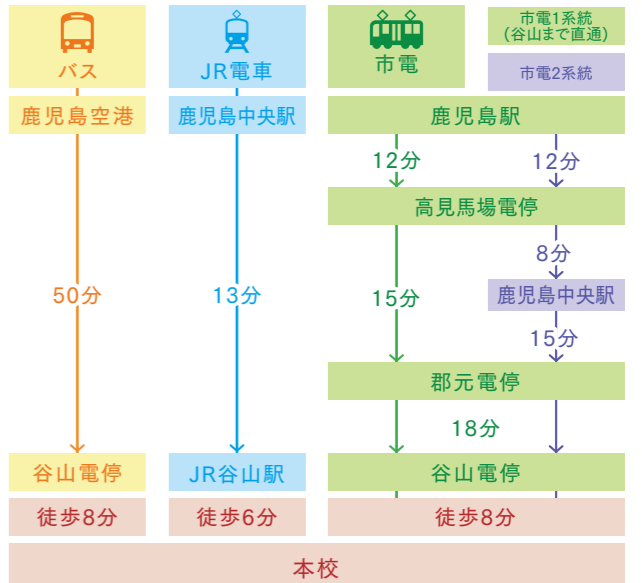 バス
JR電車
市電
市電1系統
(谷山まで直通)
市電2系統
鹿児島空港
鹿児島中央駅
鹿児島駅
12分
12分
高見馬場電停
8分
50分
13分
15分
鹿児島中央駅
15分
郡元電停
18分
谷山電停
JR谷山駅
谷山電停
徒歩8分
徒歩6分
徒歩8分
本校